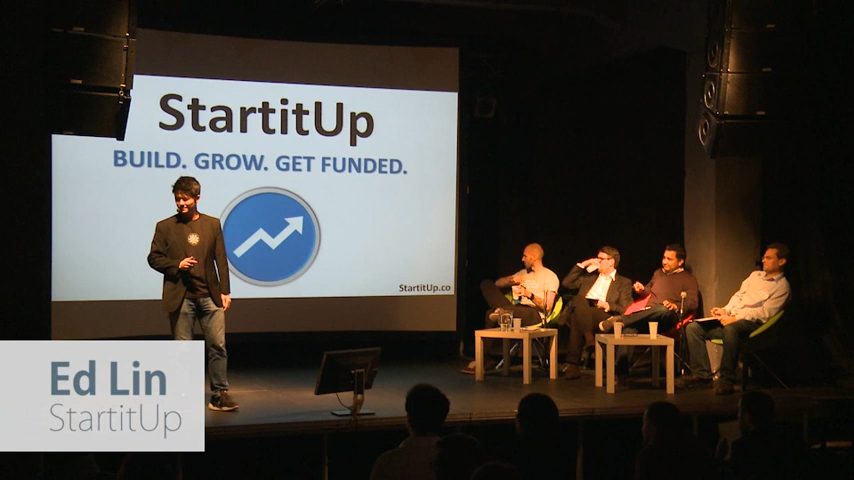 StartitUp
BUILD. GROW. GET FUNDED.
StartitUp.co
Ed Lin
StartitUp